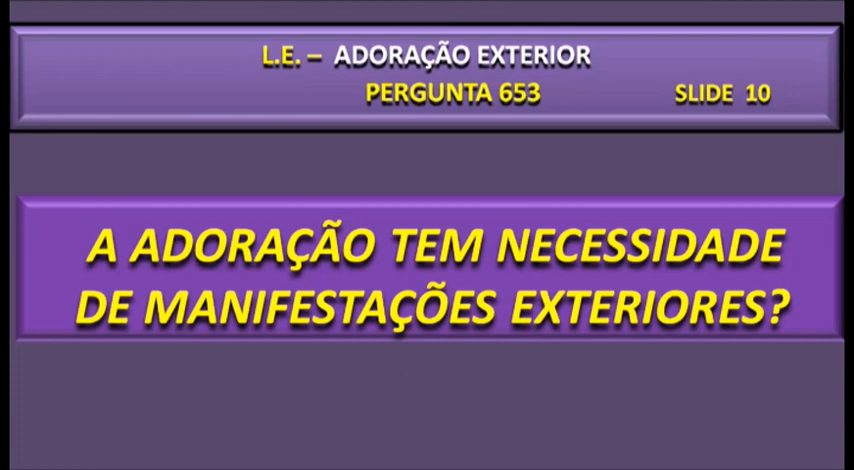 L.E. – ADORAÇÃO EXTERIOR
PERGUNTA 653 SLIDE 10
A ADORAÇÃO TEM NECESSIDADE
DE MANIFESTAÇÕES EXTERIORES?